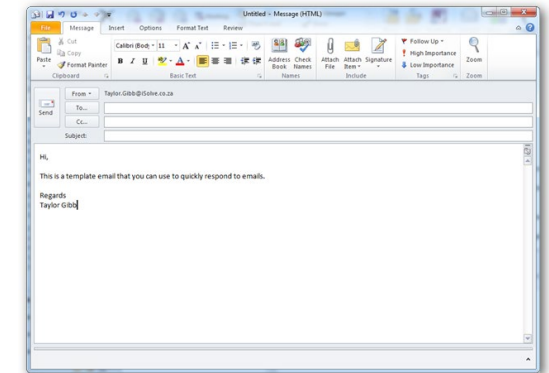 Untitled - Message (HTML)
File Message Insert Options Format Text Review
Cut
Copy
Format Painter
Paste
Clipboard
Calibri (Body 11
B I U
Basic Text
Address Book
Check Names
Names
Attach File
Attach Item
Signature
Include
Follow Up
High Importance
Low Importance
Tags
Zoom
Zoom
From Taylor.Gibb@iSolve.co.za
To...
Cc...
Subject:
Send
Hi,
This is a template email that you can use to quickly respond to emails.
Regards
Taylor Gibb